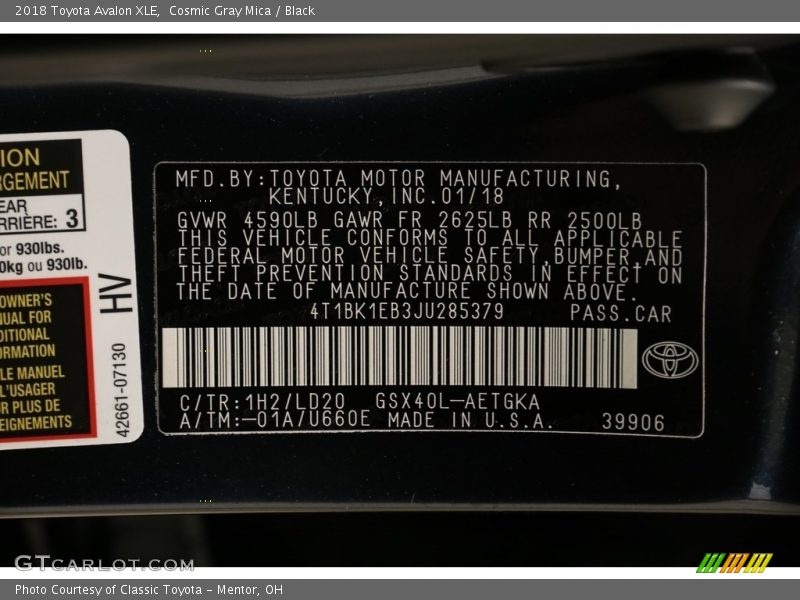 2018 Toyota Avalon XLE, Cosmic Gray Mica / Black
ION
RGEMENT
EAR
RRIÈRE: 3
or 930lbs.
0kg ou 930lb.
OWNER'S
UAL FOR
DITIONAL
ORMATION
LE MANUEL
L'USAGER
R PLUS DE
EIGNEMENTS
HV
42661-07130
MFD.BY:TOYOTA MOTOR MANUFACTURING,
KENTUCKY,INC.01/18
GVWR 4590LB GAWR FR 2625LB RR 2500LB
THIS VEHICLE CONFORMS TO ALL APPLICABLE
FEDERAL MOTOR VEHICLE SAFETY,BUMPER,AND
THEFT PREVENTION STANDARDS IN EFFECT ON
THE DATE OF MANUFACTURE SHOWN ABOVE.
4T1BK1EB3JU285379 PASS.CAR
C/TR:1H2/LD20 GSX40L-AETGKA
A/TM:-01A/U660E MADE IN U.S.A. 39906
GTCARLOT.COM
Photo Courtesy of Classic Toyota - Mentor, OH